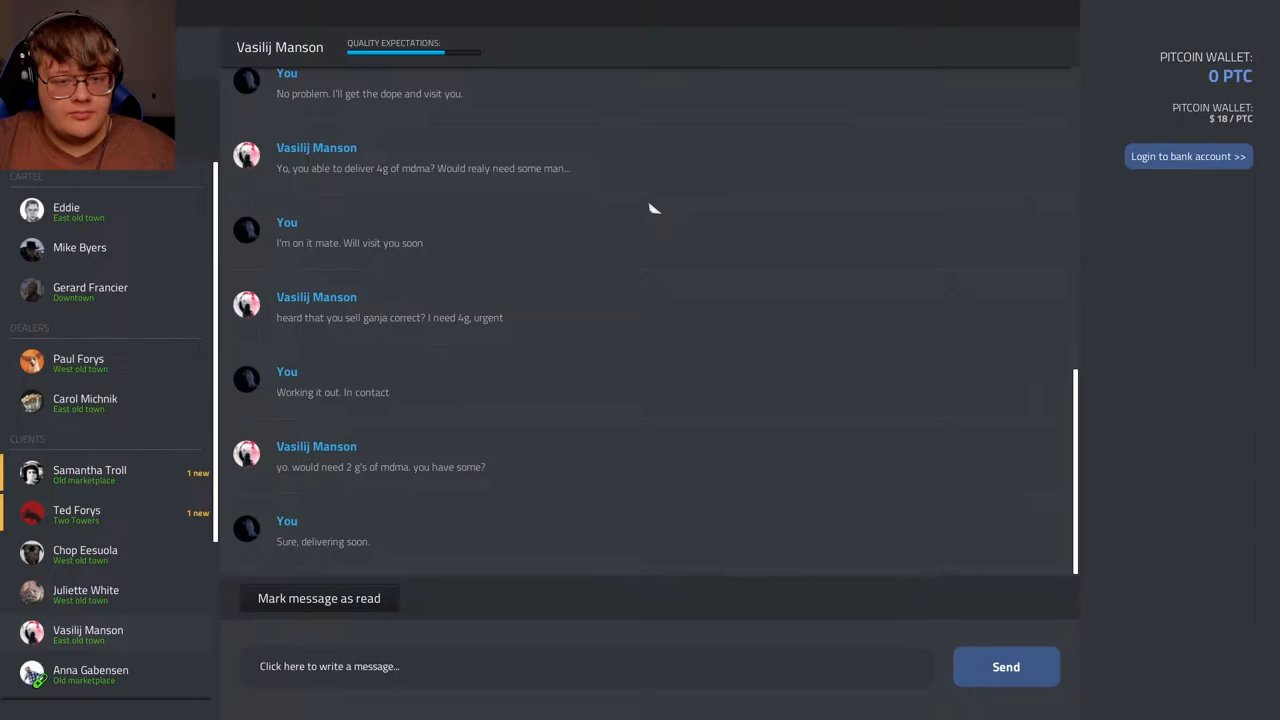 Vasilij Manson
QUALITY EXPECTATIONS:
You
No problem. I'll get the dope and visit you.
Vasilij Manson
Yo, you able to deliver 4g of mdma? Would realy need some man...
You
I'm on it mate. Will visit you soon
Vasilij Manson
heard that you sell ganja correct? I need 4g, urgent
You
Working it out. In contact
Vasilij Manson
yo. would need 2 g's of mdma. you have some?
You
Sure, delivering soon.
Mark message as read
Click here to write a message...
Send
CARTEL
Eddie
East old town
Mike Byers
Gerard Francier
Downtown
DEALERS
Paul Forys
West old town
Carol Michnik
East old town
CLIENTS
Samantha Troll
Old marketplace
1 new
Ted Forys
Two Towers
1 new
Chop Eesuola
West old town
Juliette White
West old town
Vasilij Manson
East old town
Anna Gabensen
Old marketplace
PITCOIN WALLET:
0 PTC
PITCOIN WALLET:
$ 18 / PTC
Login to bank account >>